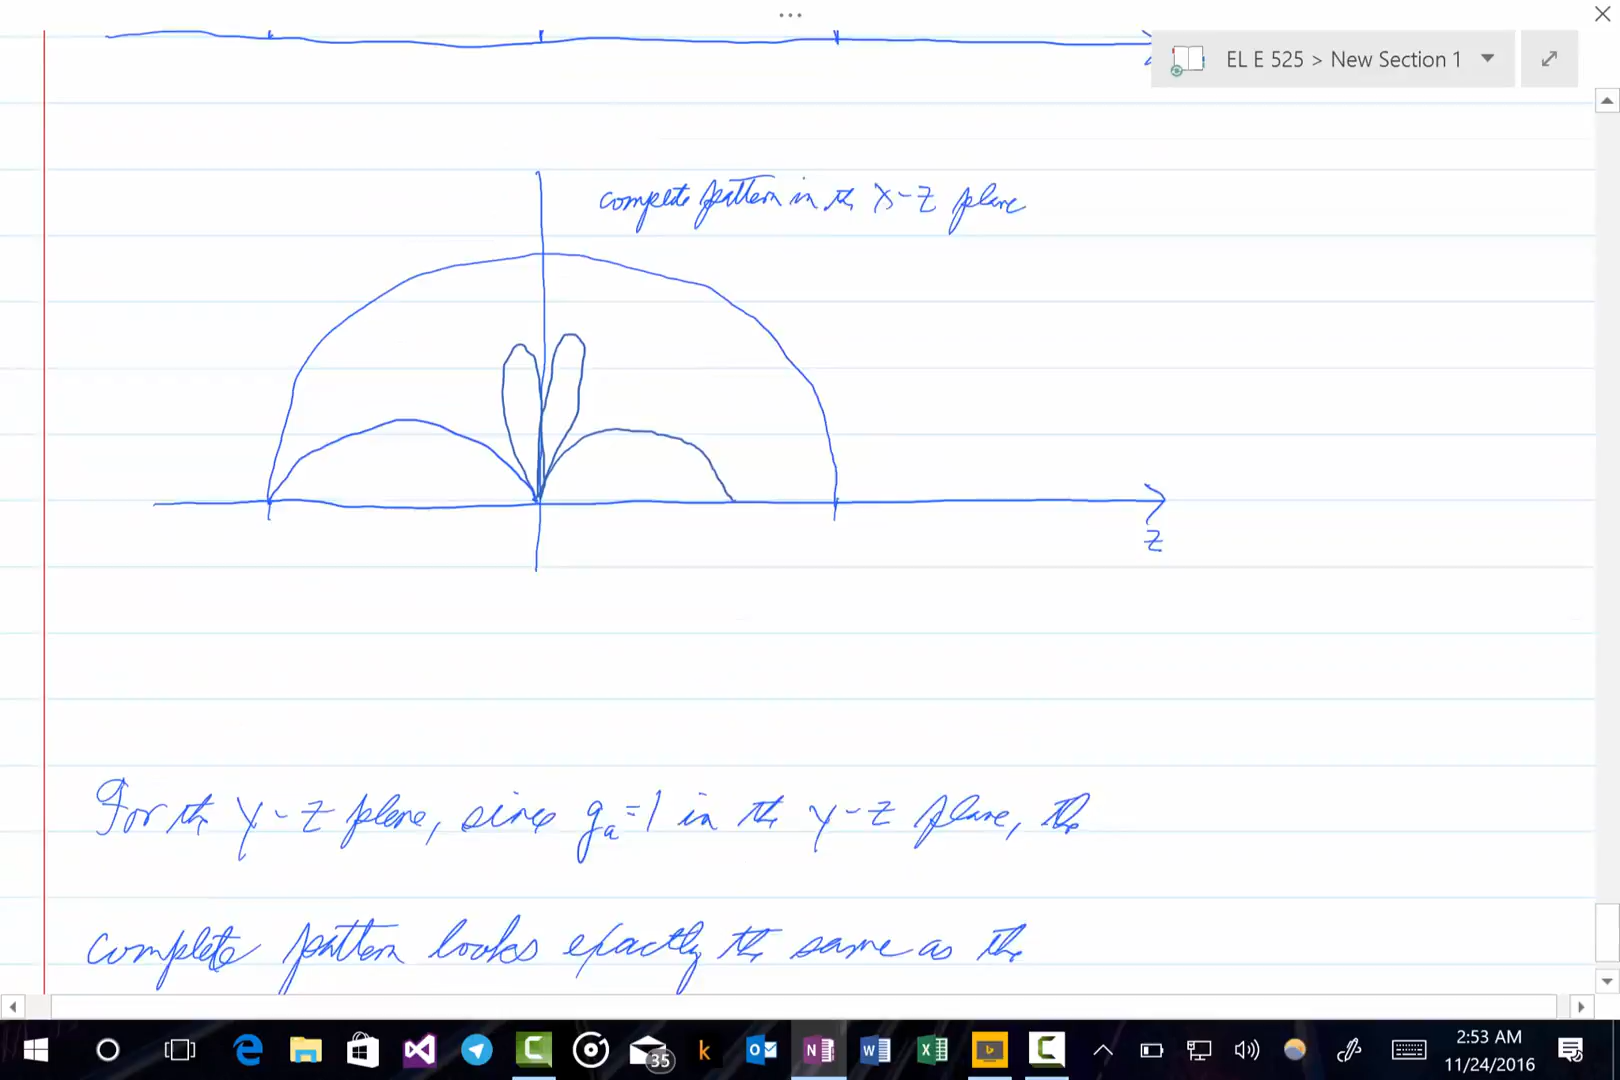 EL E 525 > New Section 1
complete pattern in the X-Z plane
Z
For the Y-Z plane, since gₐ=1 in the y-z plane, the
complete pattern looks exactly the same as the
35
2:53 AM
11/24/2016